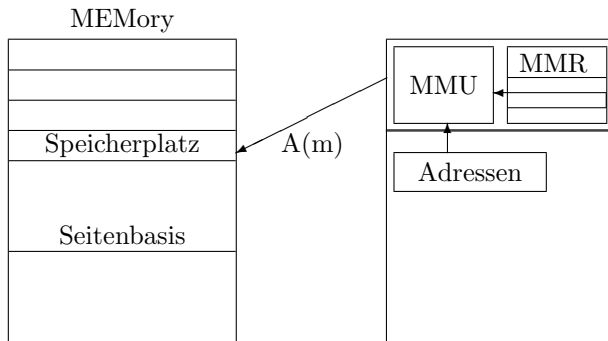 MEMory
MMU
MMR
Speicherplatz
A(m)
Adressen
Seitenbasis